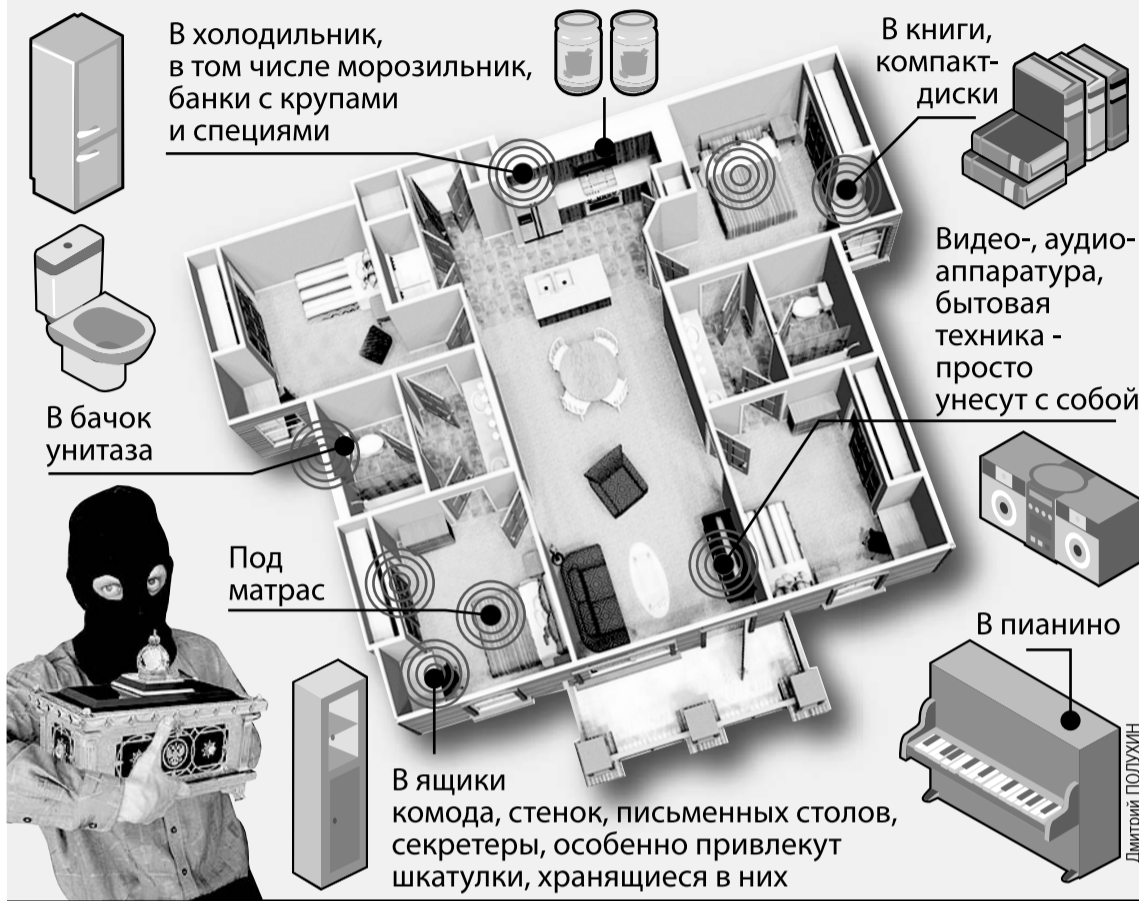 В холодильник,
в том числе морозильник,
банки с крупами
и специями
В книги,
компакт-
диски
Видео-, аудио-
аппаратура,
бытовая
техника -
просто
унесут с собой
В бачок
унитаза
Под
матрас
В пианино
В ящики
комода, стенок, письменных столов,
секретеры, особенно привлекут
шкатулки, хранящиеся в них
Дмитрий ПОЛУХИН